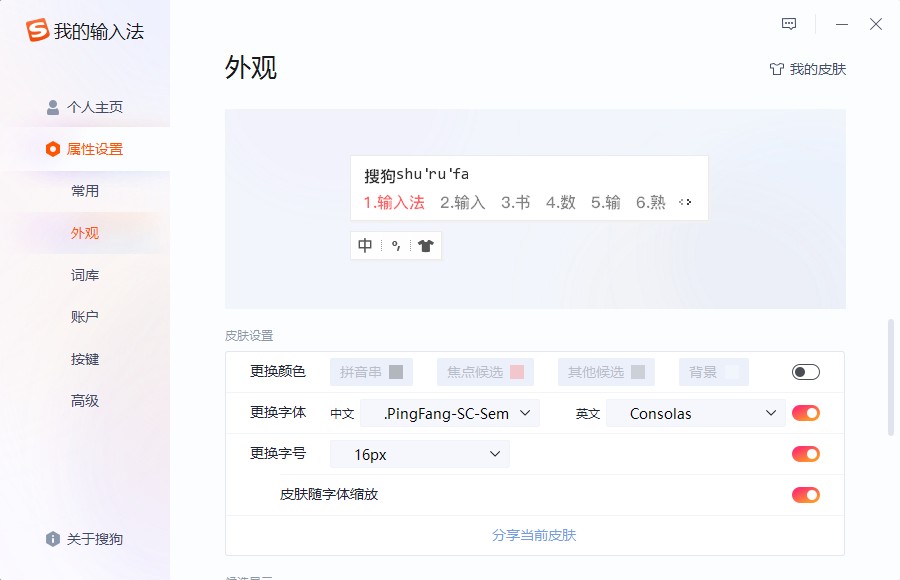 我的输入法
个人主页
属性设置
常用
外观
词库
账户
按键
高级
关于搜狗
外观
我的皮肤
搜狗shu'ru'fa
1.输入法 2.输入 3.书 4.数 5.输 6.熟
中 °,
皮肤设置
更换颜色 拼音串 焦点候选 其他候选 背景
更换字体 中文 .PingFang-SC-Sem 英文 Consolas
更换字号 16px
皮肤随字体缩放
分享当前皮肤